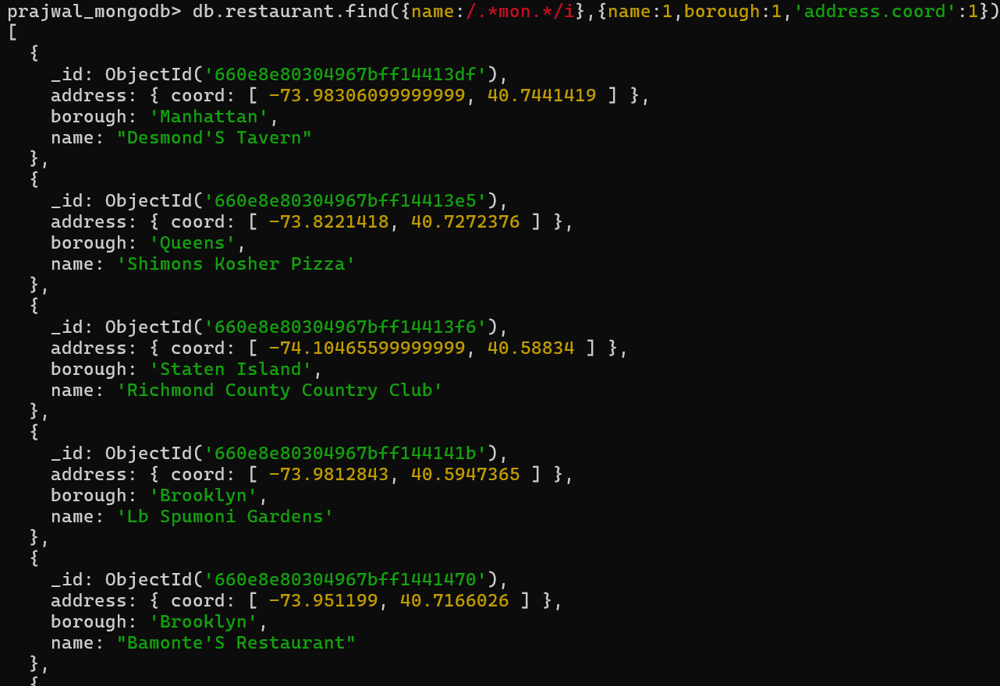 prajwal_mongodb> db.restaurant.find({name:/.*mon.*/i},{name:1,borough:1,'address.coord':1})
[
  {
    _id: ObjectId('660e8e80304967bff14413df'),
    address: { coord: [ -73.98306099999999, 40.7441419 ] },
    borough: 'Manhattan',
    name: "Desmond'S Tavern"
  },
  {
    _id: ObjectId('660e8e80304967bff14413e5'),
    address: { coord: [ -73.8221418, 40.7272376 ] },
    borough: 'Queens',
    name: 'Shimons Kosher Pizza'
  },
  {
    _id: ObjectId('660e8e80304967bff14413f6'),
    address: { coord: [ -74.10465599999999, 40.58834 ] },
    borough: 'Staten Island',
    name: 'Richmond County Country Club'
  },
  {
    _id: ObjectId('660e8e80304967bff144141b'),
    address: { coord: [ -73.9812843, 40.5947365 ] },
    borough: 'Brooklyn',
    name: 'Lb Spumoni Gardens'
  },
  {
    _id: ObjectId('660e8e80304967bff1441470'),
    address: { coord: [ -73.951199, 40.7166026 ] },
    borough: 'Brooklyn',
    name: "Bamonte'S Restaurant"
  },
  {